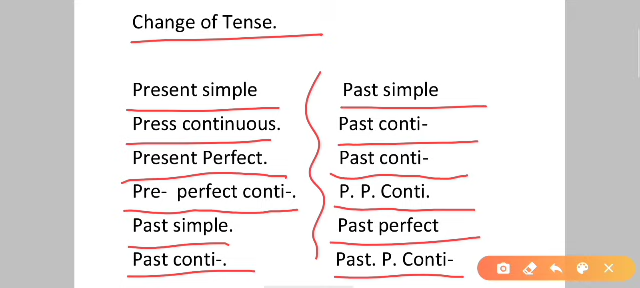 Change of Tense.
Present simple Past simple
Press continuous. Past conti-
Present Perfect. Past conti-
Pre- perfect conti-. P. P. Conti.
Past simple. Past perfect
Past conti-. Past. P. Conti-